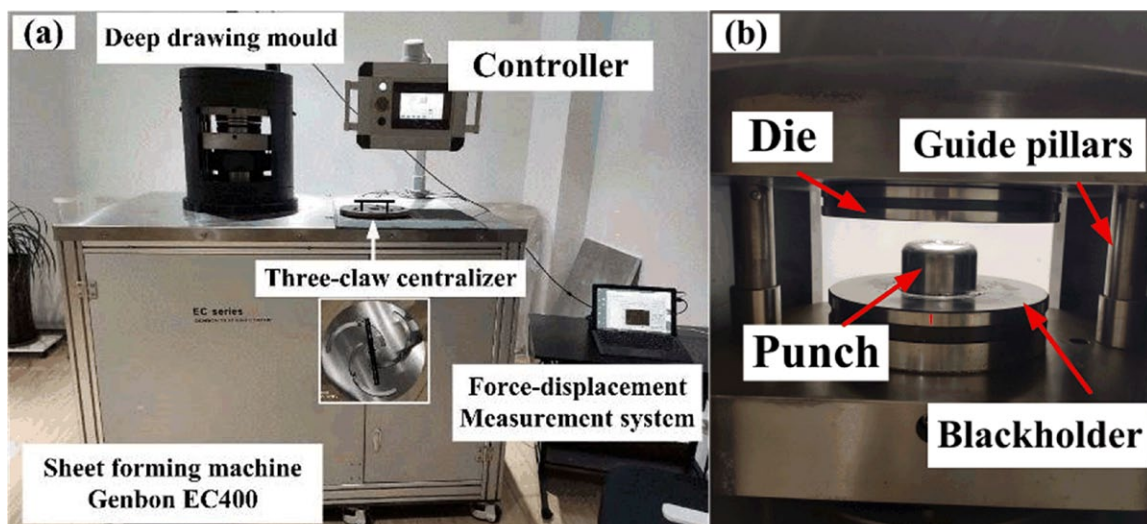 (a)
Deep drawing mould
Controller
Three-claw centralizer
EC series
Force-displacement
Measurement system
Sheet forming machine
Genbon EC400
(b)
Die
Guide pillars
Punch
Blackholder